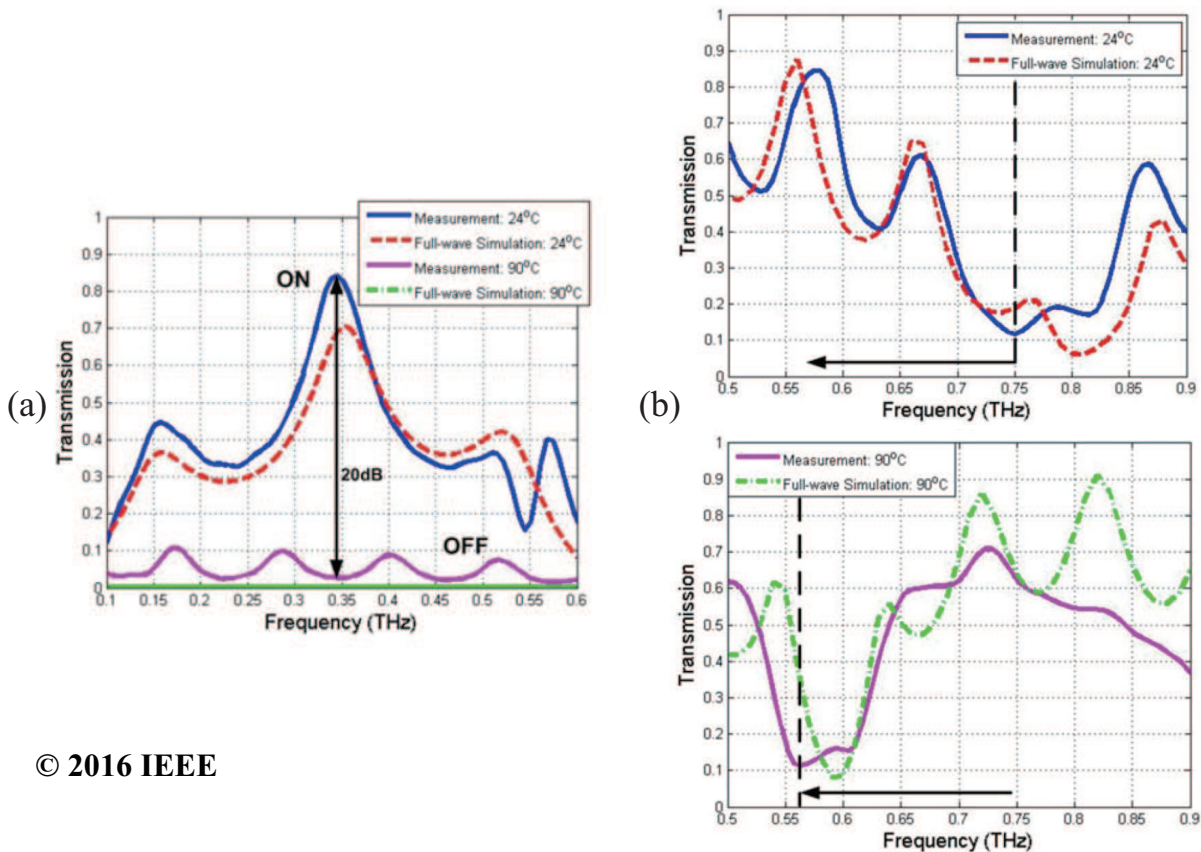 (a)
Measurement: 24°C
Full-wave Simulation: 24°C
Measurement: 90°C
Full-wave Simulation: 90°C
ON
20dB
OFF
Transmission
1
0.9
0.8
0.7
0.6
0.5
0.4
0.3
0.2
0.1
0
0.1 0.15 0.2 0.25 0.3 0.35 0.4 0.45 0.5 0.55 0.6
Frequency (THz)
(b)
Measurement: 24°C
Full-wave Simulation: 24°C
Transmission
1
0.9
0.8
0.7
0.6
0.5
0.4
0.3
0.2
0.1
0
0.5 0.55 0.6 0.65 0.7 0.75 0.8 0.85 0.9
Frequency (THz)
Measurement: 90°C
Full-wave Simulation: 90°C
Transmission
1
0.9
0.8
0.7
0.6
0.5
0.4
0.3
0.2
0.1
0
0.5 0.55 0.6 0.65 0.7 0.75 0.8 0.85 0.9
Frequency (THz)
© 2016 IEEE